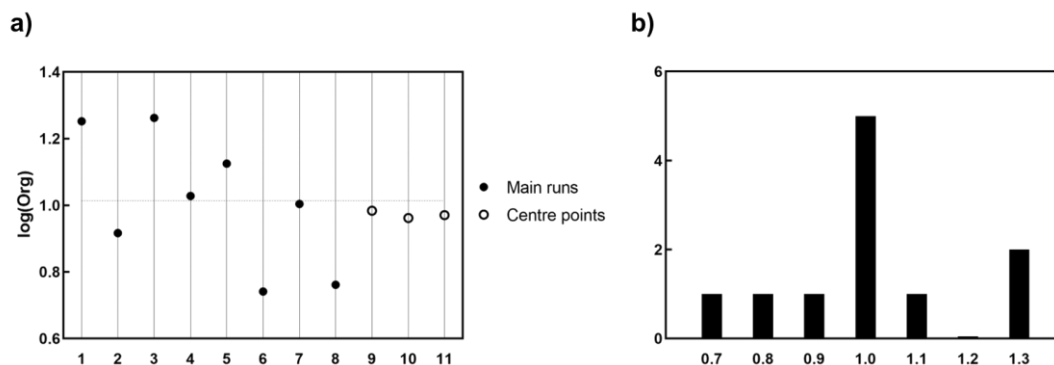 a)
b)
log(Org)
1.4
1.2
1.0
0.8
0.6
1 2 3 4 5 6 7 8 9 10 11
Main runs
Centre points
6
4
2
0
0.7 0.8 0.9 1.0 1.1 1.2 1.3